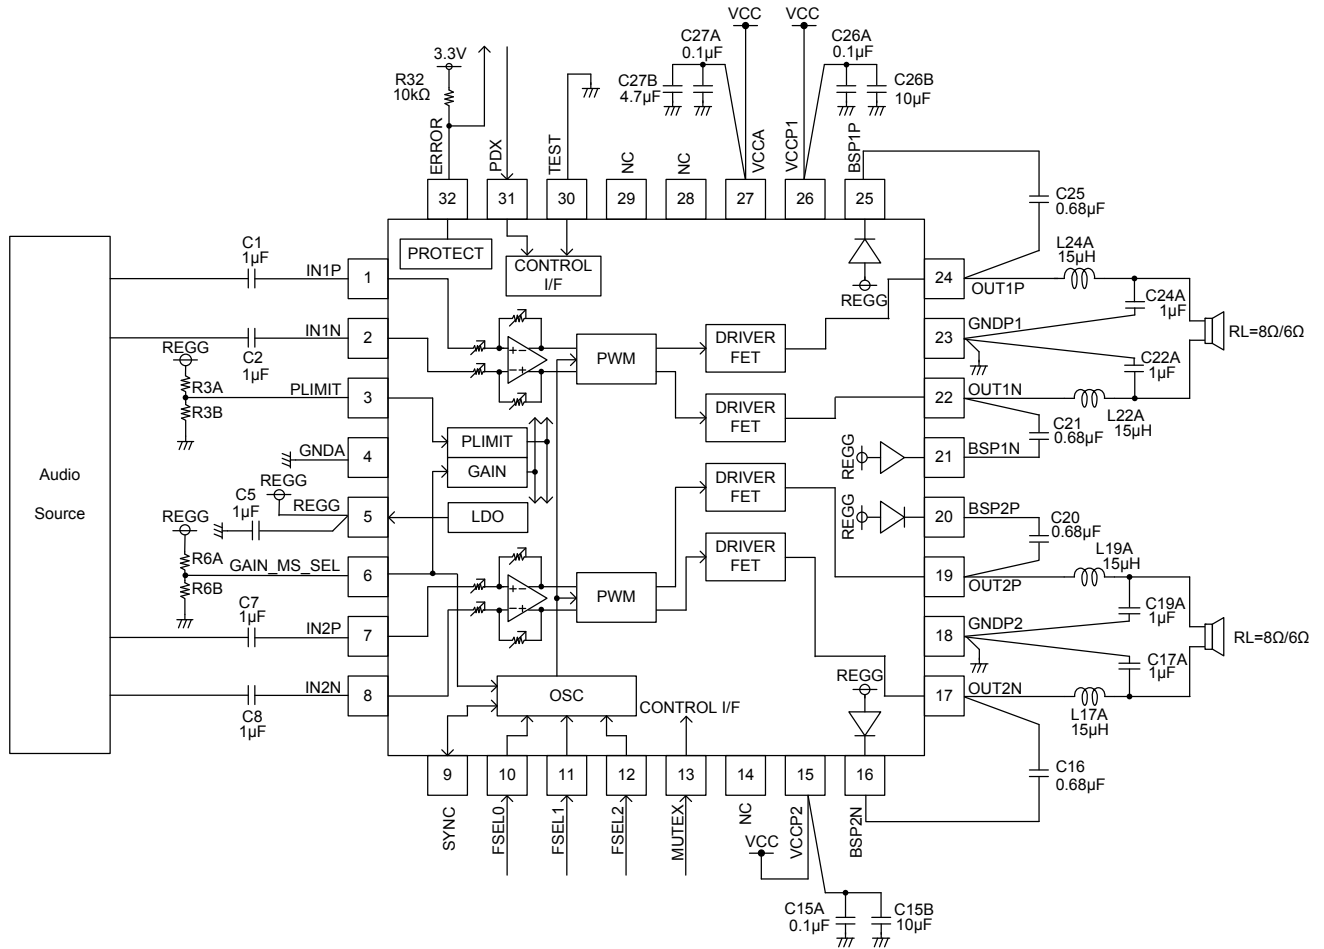 VCC
VCC
C27A
0.1µF
C26A
0.1µF
3.3V
R32
10kΩ
C27B
4.7µF
C26B
10µF
ERROR
PDX
TEST
NC
NC
VCCA
VCCP1
BSP1P
32
31
30
29
28
27
26
25
C25
0.68µF
PROTECT
CONTROL
I/F
REGG
C1
1µF
IN1P
1
24
OUT1P
L24A
15µH
C24A
1µF
IN1N
2
C2
1µF
PWM
DRIVER
FET
23
GNDP1
RL=8Ω/6Ω
REGG
R3A
R3B
PLIMIT
3
DRIVER
FET
22
OUT1N
C22A
1µF
L22A
15µH
C21
0.68µF
GNDA
4
PLIMIT
GAIN
REGG
21
BSP1N
Audio
Source
REGG
C5
1µF
REGG
5
LDO
DRIVER
FET
REGG
20
BSP2P
C20
0.68µF
REGG
R6A
R6B
GAIN_MS_SEL
6
DRIVER
FET
19
OUT2P
L19A
15µH
C19A
1µF
C7
1µF
IN2P
7
PWM
18
GNDP2
RL=8Ω/6Ω
C17A
1µF
IN2N
8
C8
1µF
OSC
CONTROL I/F
REGG
17
OUT2N
L17A
15µH
9
10
11
12
13
14
15
16
C16
0.68µF
SYNC
FSEL0
FSEL1
FSEL2
MUTEX
NC
VCCP2
BSP2N
VCC
C15A
0.1µF
C15B
10µF